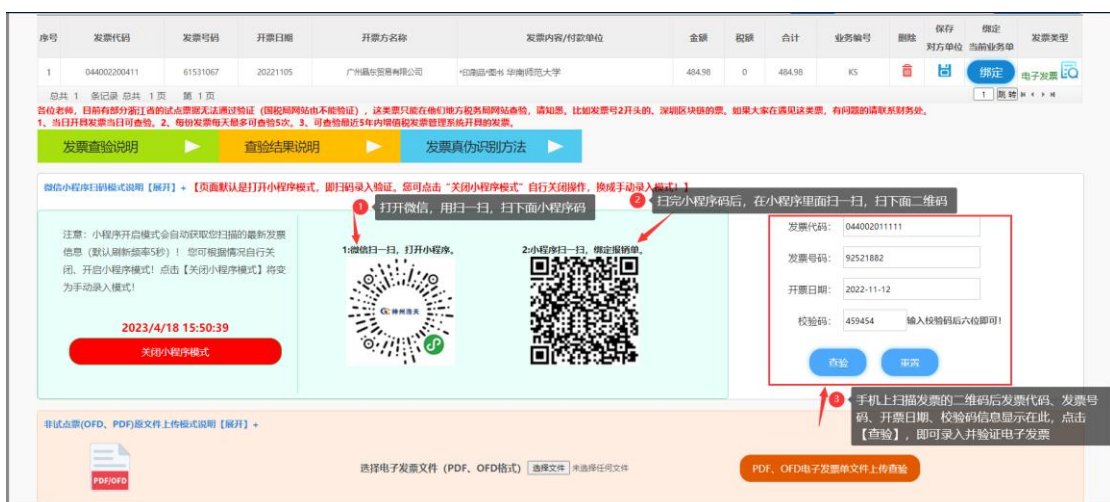 序号 发票代码 发票号码 开票日期 开票方名称 发票内容/付款单位 金额 税额 合计 业务编号 删除 保存对方单位 绑定当前业务单 发票类型
1 044002200411 61531067 20221105 *印刷品*图书 华南师范大学 484.98 0 484.98 KS 绑定 电子发票
总共 1 条记录 总共 1 页 第 1 页 1 跳转
各位老师，目前有部分浙江省的试点票据无法通过验证（国税局网站也不能验证），这类票只能在他们地方税务局网站查验，请知悉，比如发票号2开头的、深圳区块链的票。如果大家在遇见这类票，有问题的请联系财务处。
1、当日开具发票当日可查验。2、每份发票每天最多可查验5次。3、可查验最近5年内增值税发票管理系统开具的发票。
发票查验说明 查验结果说明 发票真伪识别方法
微信小程序扫码模式说明【展开】+ 【页面默认是打开小程序模式，即扫码录入验证。您可点击“关闭小程序模式”自行关闭操作，换成手动录入模式！】
1 打开微信，用扫一扫，扫下面小程序码
2 扫完小程序码后，在小程序里面扫一扫，扫下面二维码
注意：小程序开启模式会自动获取您扫描的最新发票
信息（默认刷新频率5秒）！ 您可根据情况自行关
闭、开启小程序模式！点击【关闭小程序模式】将变
为手动录入模式！
2023/4/18 15:50:39
关闭小程序模式
1:微信扫一扫，打开小程序。
神州浩天
2:小程序扫一扫，绑定报销单。
发票代码： 044002011111
发票号码： 92521882
开票日期： 2022-11-12
校验码： 459454 输入校验码后六位即可！
查验 重置
3 手机上扫描发票的二维码后发票代码、发票号
码、开票日期、校验码信息显示在此，点击
【查验】，即可录入并验证电子发票
非试点票(OFD、PDF)原文件上传模式说明【展开】+
PDF/OFD
选择电子发票文件（PDF、OFD格式） 选择文件 未选择任何文件
PDF、OFD电子发票单文件上传查验